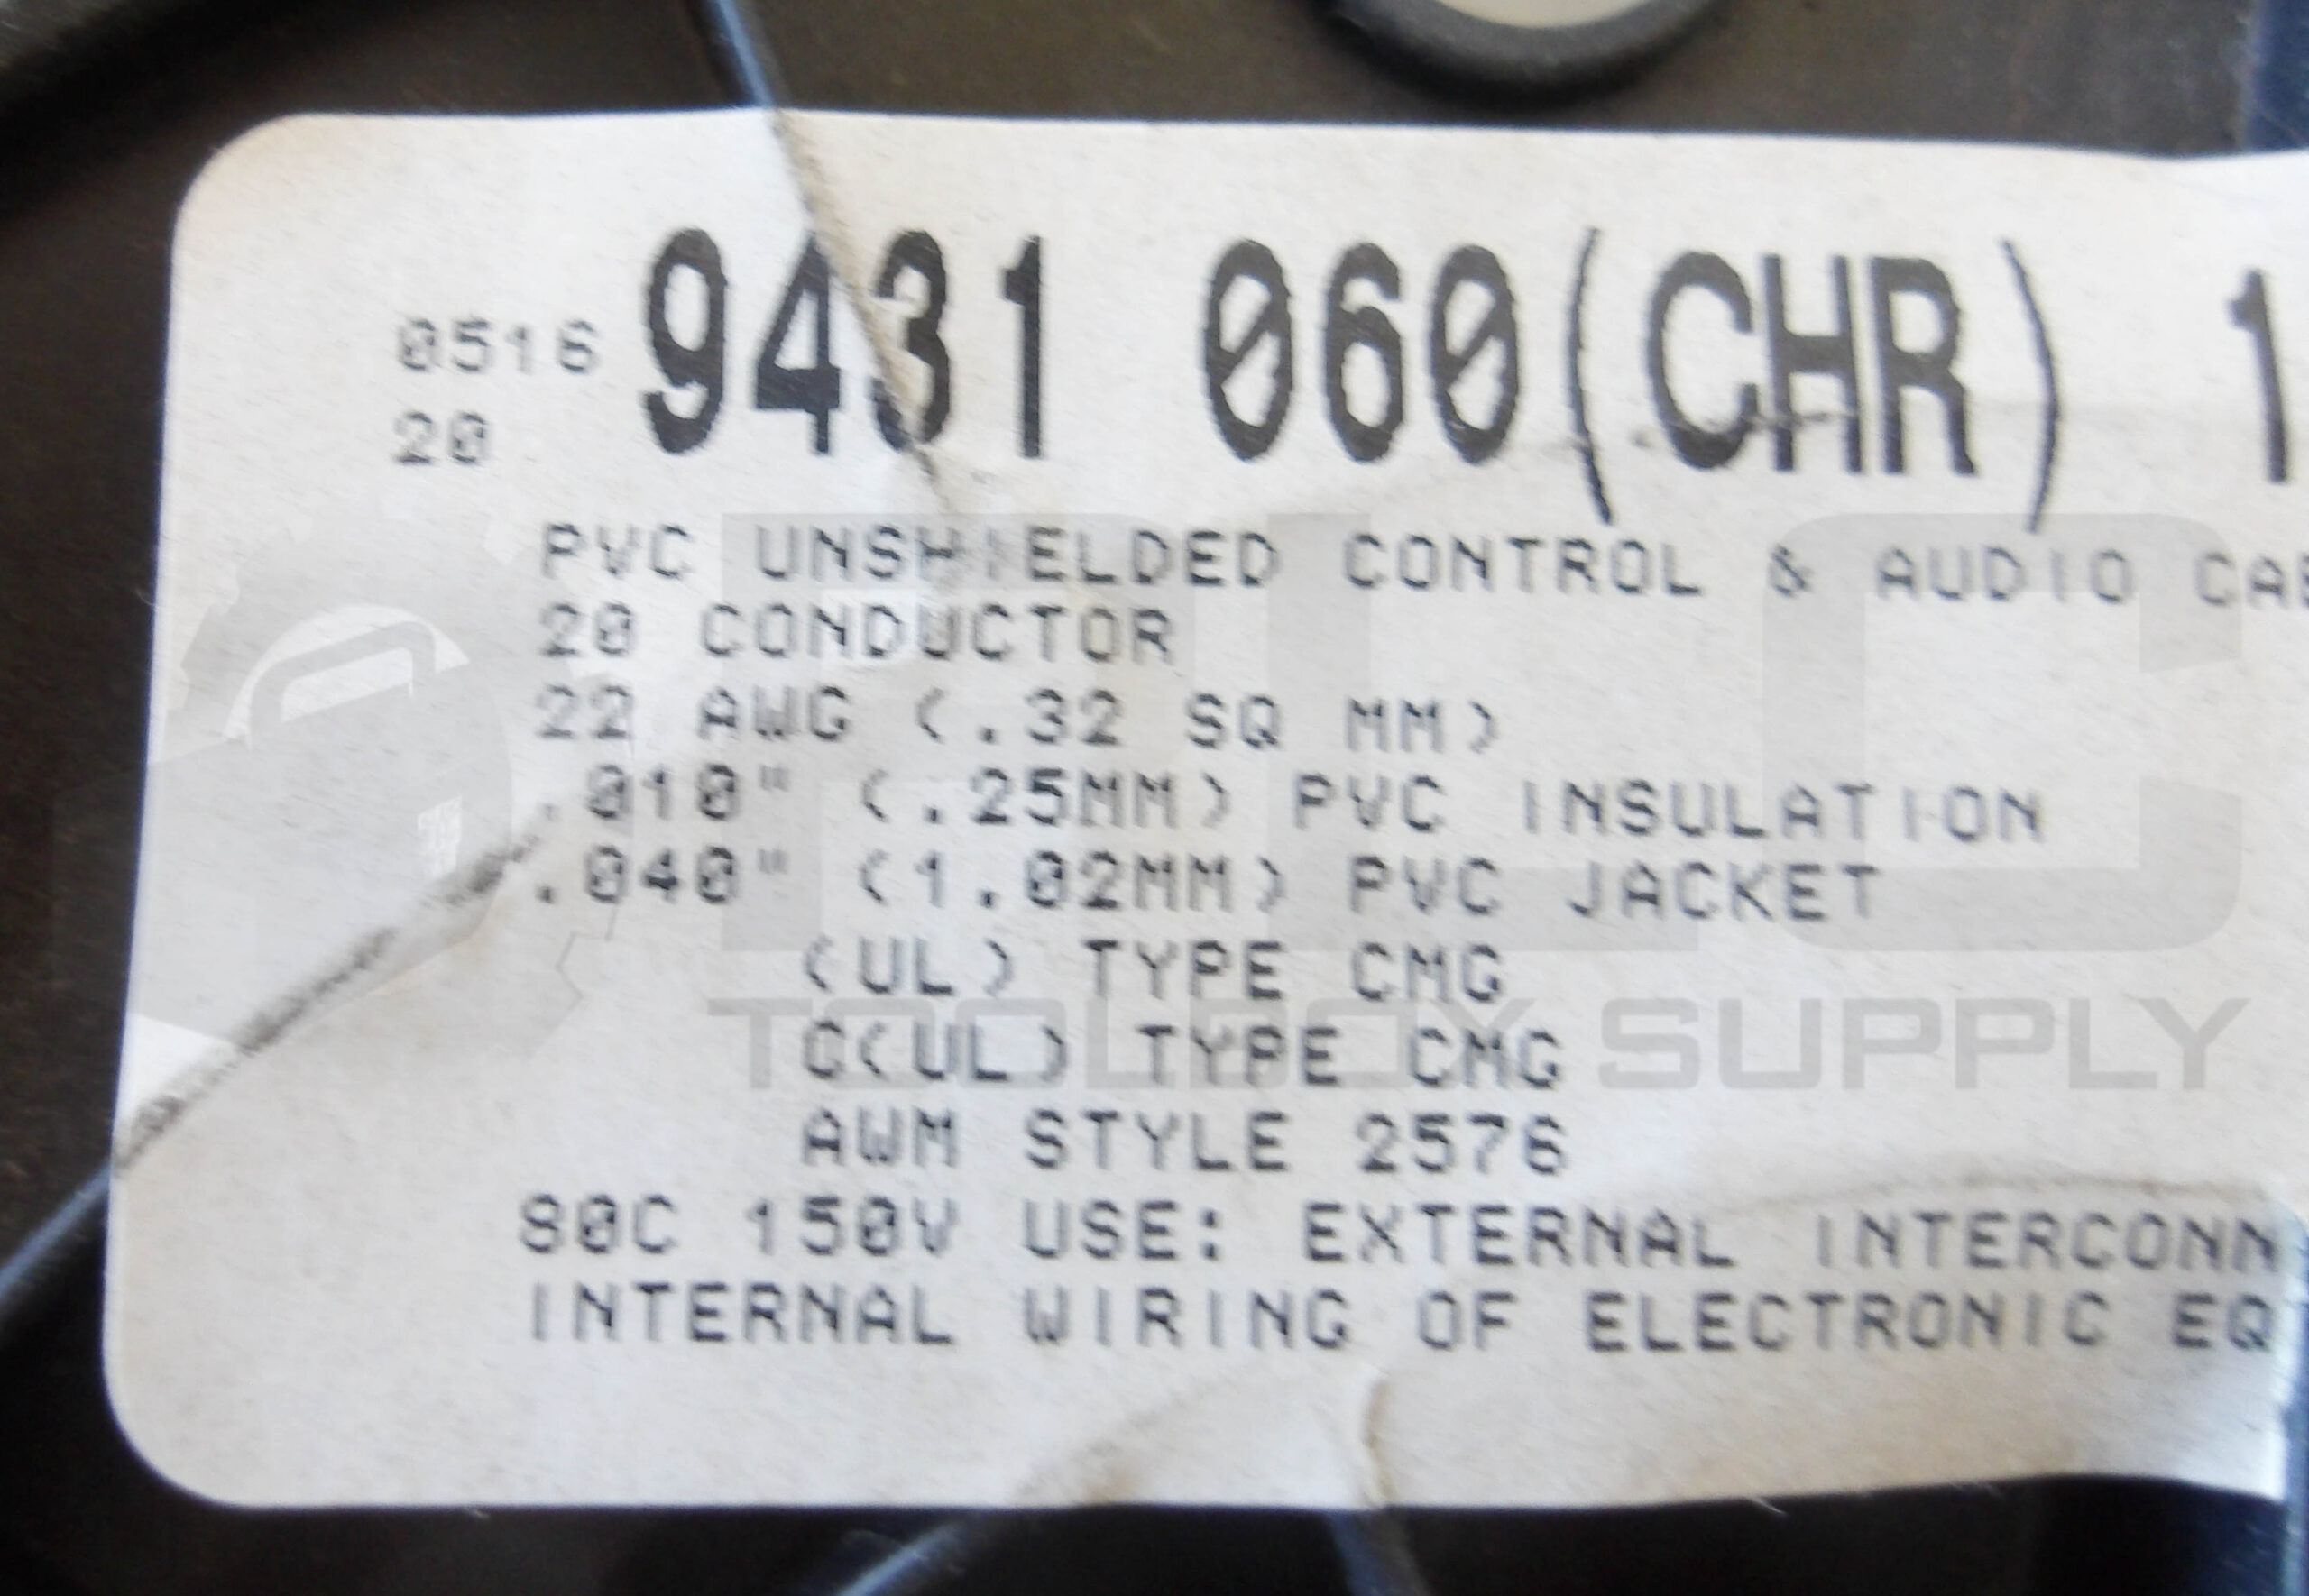 0516 9431 060(CHR) 1
20
PVC UNSHIELDED CONTROL & AUDIO CAB
20 CONDUCTOR
22 AWG (.32 SQ MM)
.010" (.25MM) PVC INSULATION
.040" (1.02MM) PVC JACKET
(UL) TYPE CMG
C(UL) TYPE CMG
AWM STYLE 2576
80C 150V USE: EXTERNAL INTERCONN
INTERNAL WIRING OF ELECTRONIC EQ
PLC
TOOLBOX SUPPLY